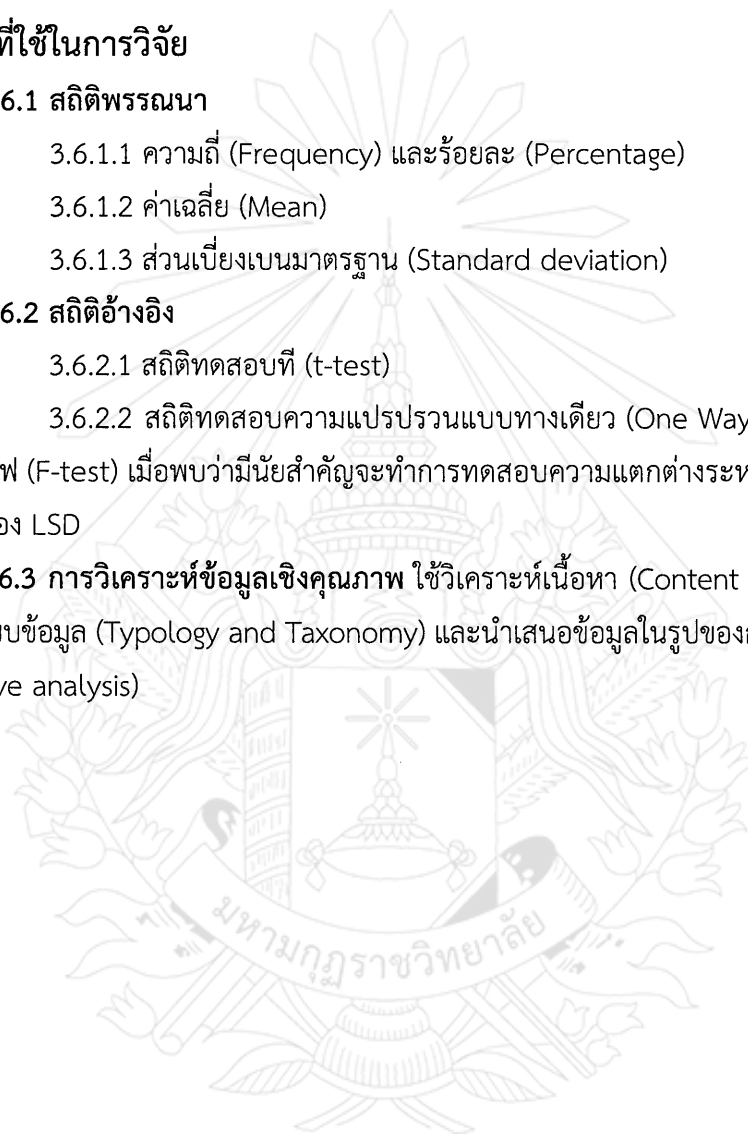 ที่ใช้ในการวิจัย
6.1 สถิติพรรณนา
3.6.1.1 ความถี่ (Frequency) และร้อยละ (Percentage)
3.6.1.2 ค่าเฉลี่ย (Mean)
3.6.1.3 ส่วนเบี่ยงเบนมาตรฐาน (Standard deviation)
6.2 สถิติอ้างอิง
3.6.2.1 สถิติทดสอบที (t-test)
3.6.2.2 สถิติทดสอบความแปรปรวนแบบทางเดียว (One Way
ฟ (F-test) เมื่อพบว่ามีนัยสำคัญจะทำการทดสอบความแตกต่างระห
อง LSD
6.3 การวิเคราะห์ข้อมูลเชิงคุณภาพ ใช้วิเคราะห์เนื้อหา (Content
บข้อมูล (Typology and Taxonomy) และนำเสนอข้อมูลในรูปของ
ve analysis)
มหามกุฏราชวิทยาลัย